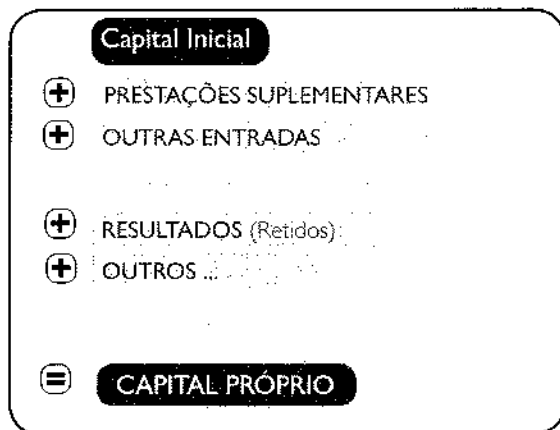 Capital Inicial
+ PRESTAÇÕES SUPLEMENTARES
+ OUTRAS ENTRADAS
+ RESULTADOS (Retidos)
+ OUTROS ...
= CAPITAL PRÓPRIO